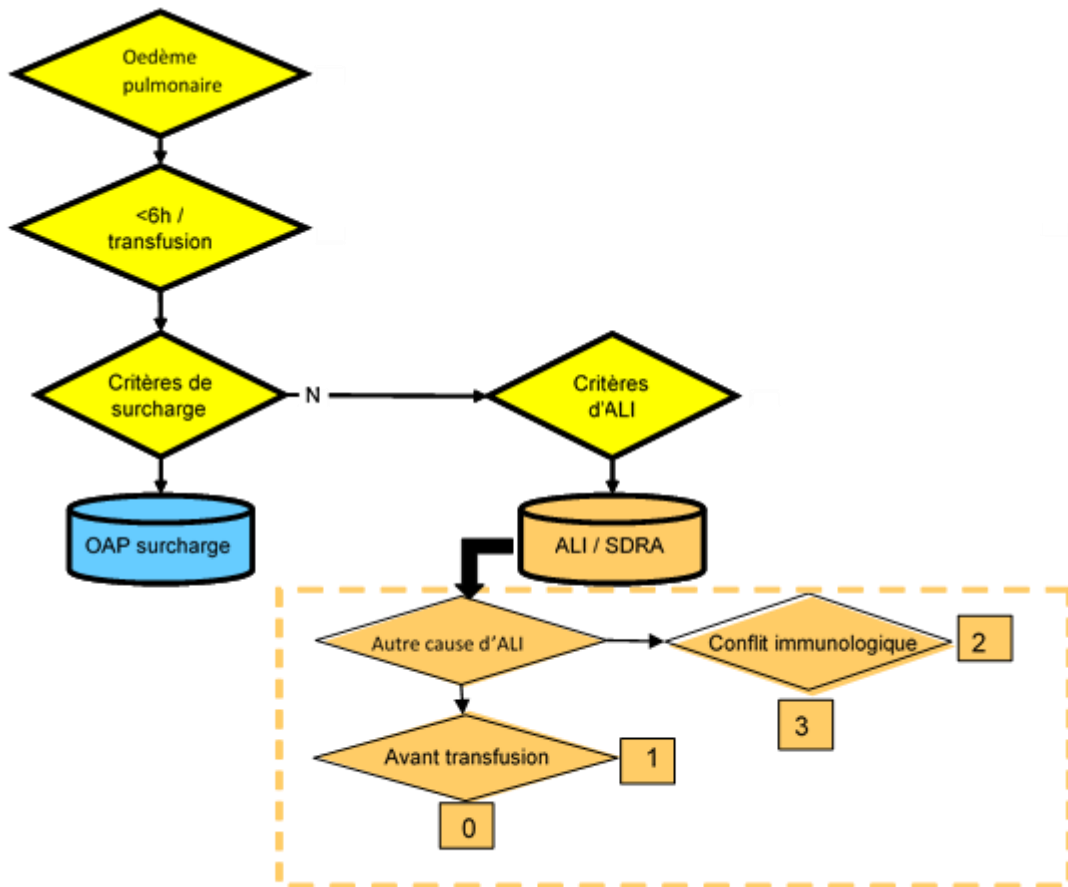 Oedème
pulmonaire
<6h /
transfusion
Critères de
surcharge
N
Critères
d'ALI
OAP surcharge
ALI / SDRA
Autre cause d’ALI
Conflit immunologique
2
3
Avant transfusion
1
0